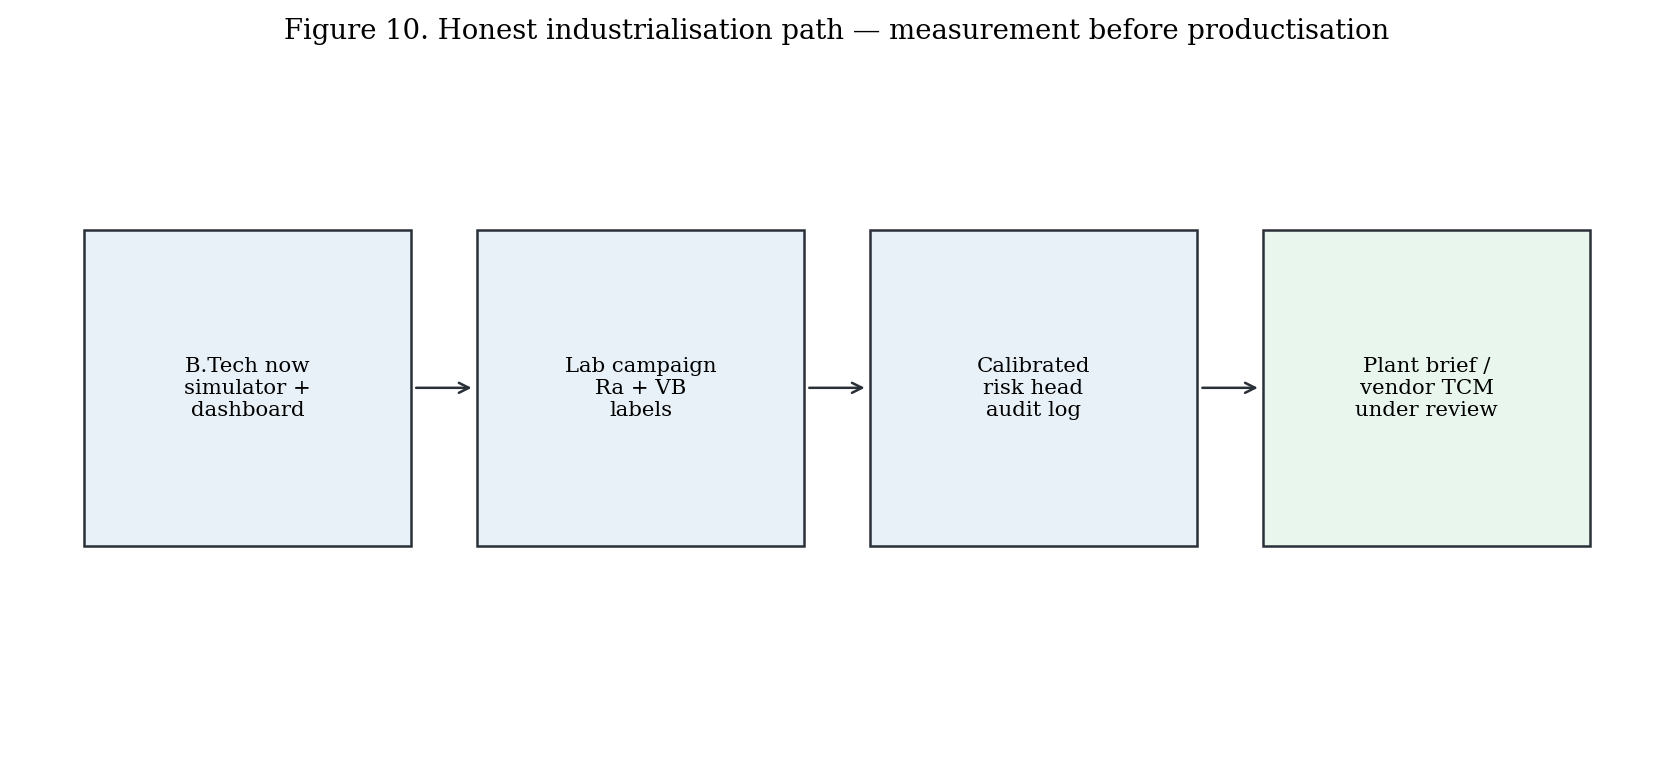 Figure 10. Honest industrialisation path — measurement before productisation
B.Tech now
simulator +
dashboard
Lab campaign
Ra + VB
labels
Calibrated
risk head
audit log
Plant brief /
vendor TCM
under review